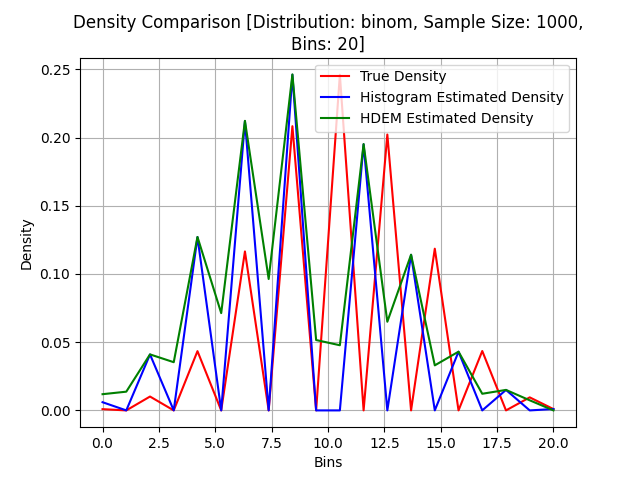 Density Comparison [Distribution: binom, Sample Size: 1000,
Bins: 20]
True Density
Histogram Estimated Density
HDEM Estimated Density
Density
0.25
0.20
0.15
0.10
0.05
0.00
0.0 2.5 5.0 7.5 10.0 12.5 15.0 17.5 20.0
Bins